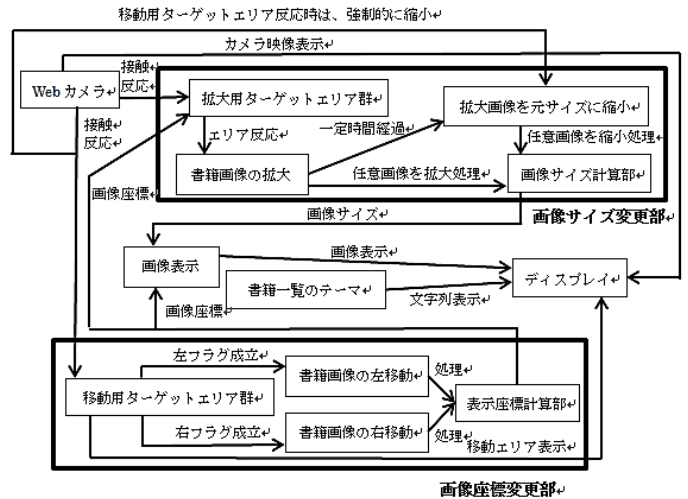 移動用ターゲットエリア反応時は、強制的に縮小
カメラ映像表示
接触
反応
Webカメラ
拡大用ターゲットエリア群
拡大画像を元サイズに縮小
接触
反応
エリア反応
一定時間経過
任意画像を縮小処理
画像座標
書籍画像の拡大
任意画像を拡大処理
画像サイズ計算部
画像サイズ
画像サイズ変更部
画像表示
画像表示
ディスプレイ
書籍一覧のテーマ
文字列表示
画像座標
左フラグ成立
書籍画像の左移動
処理
移動用ターゲットエリア群
表示座標計算部
右フラグ成立
書籍画像の右移動
処理
移動エリア表示
画像座標変更部